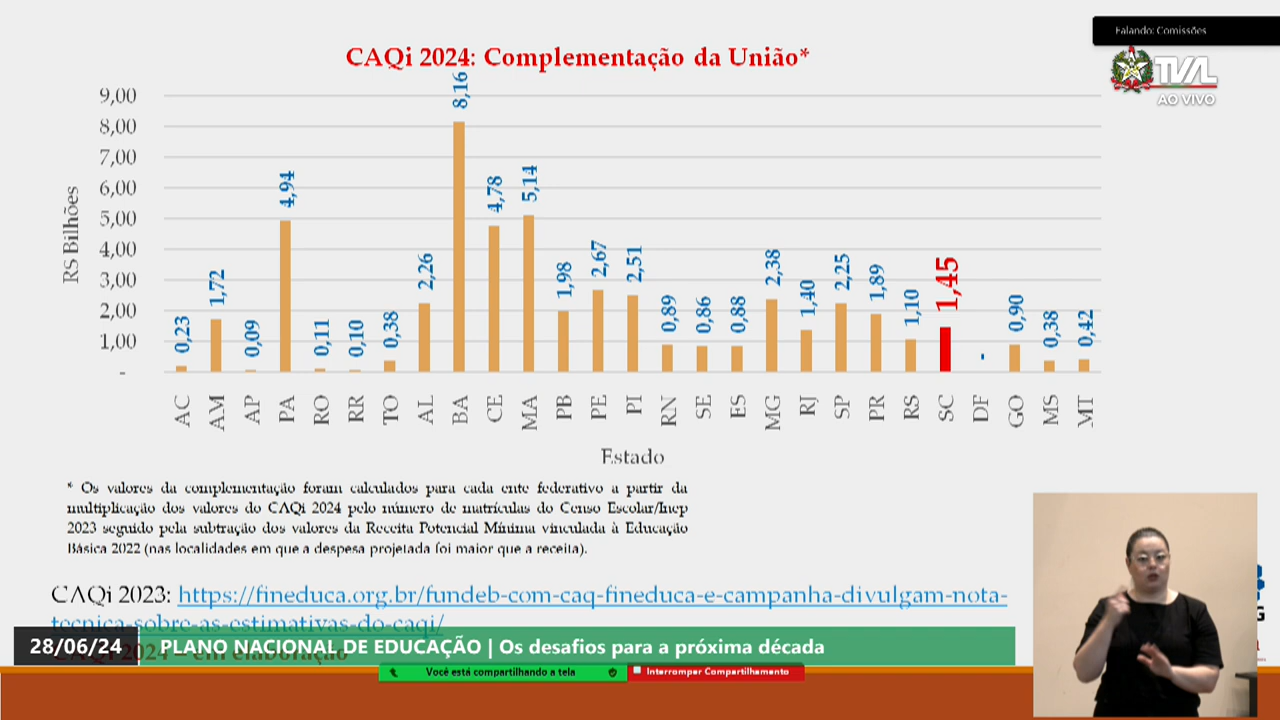 Falando: Comissões
CAQi 2024: Complementação da União*
TVAL
AO VIVO
R$ Bilhões
9,00
8,00
7,00
6,00
5,00
4,00
3,00
2,00
1,00
-
0,23
1,72
0,09
4,94
0,11
0,10
0,38
2,26
8,16
4,78
5,14
1,98
2,67
2,51
0,89
0,86
0,88
2,38
1,40
2,25
1,89
1,10
1,45
-
0,90
0,38
0,42
AC AM AP PA RO RR TO AL BA CE MA PB PE PI RN SE ES MG RJ SP PR RS SC DF GO MS MT
Estado
* Os valores da complementação foram calculados para cada ente federativo a partir da
multiplicação dos valores do CAQi 2024 pelo número de matrículas do Censo Escolar/Inep
2023 seguido pela subtração dos valores da Receita Potencial Mínima vinculada à Educação
Básica 2022 (nas localidades em que a despesa projetada foi maior que a receita).
CAQi 2023: https://fineduca.org.br/fundeb-com-caq-fineduca-e-campanha-divulgam-nota-
tecnica-sobre-as-estimativas-do-caqi/
28/06/24 PLANO NACIONAL DE EDUCAÇÃO | Os desafios para a próxima década
CAQi 2024 – em elaboração
Você está compartilhando a tela
Interromper Compartilhamento